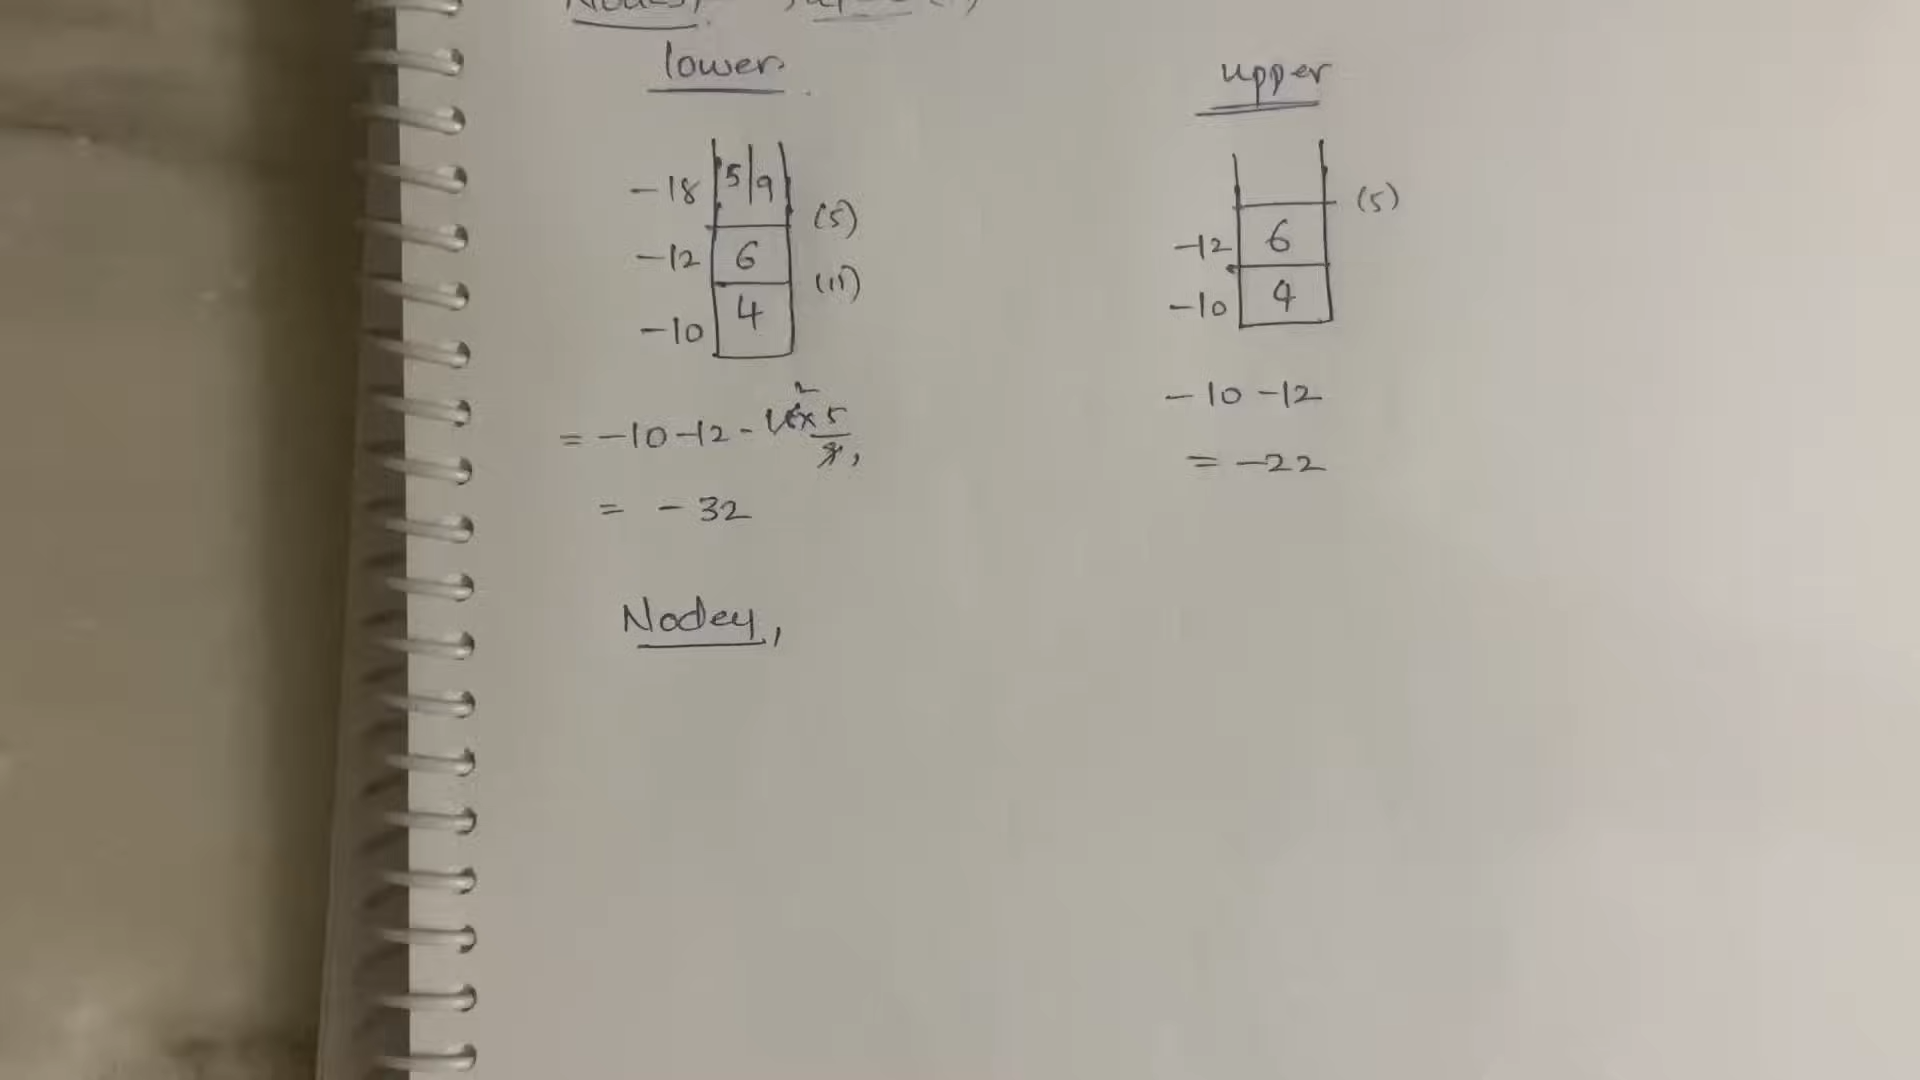 lower.
upper
-18 5|9
(5)
-12 6
(11)
-10 4
(5)
-12 6
-10 4
= -10 -12 -
= -32
-10 -12
= -22
Node4,